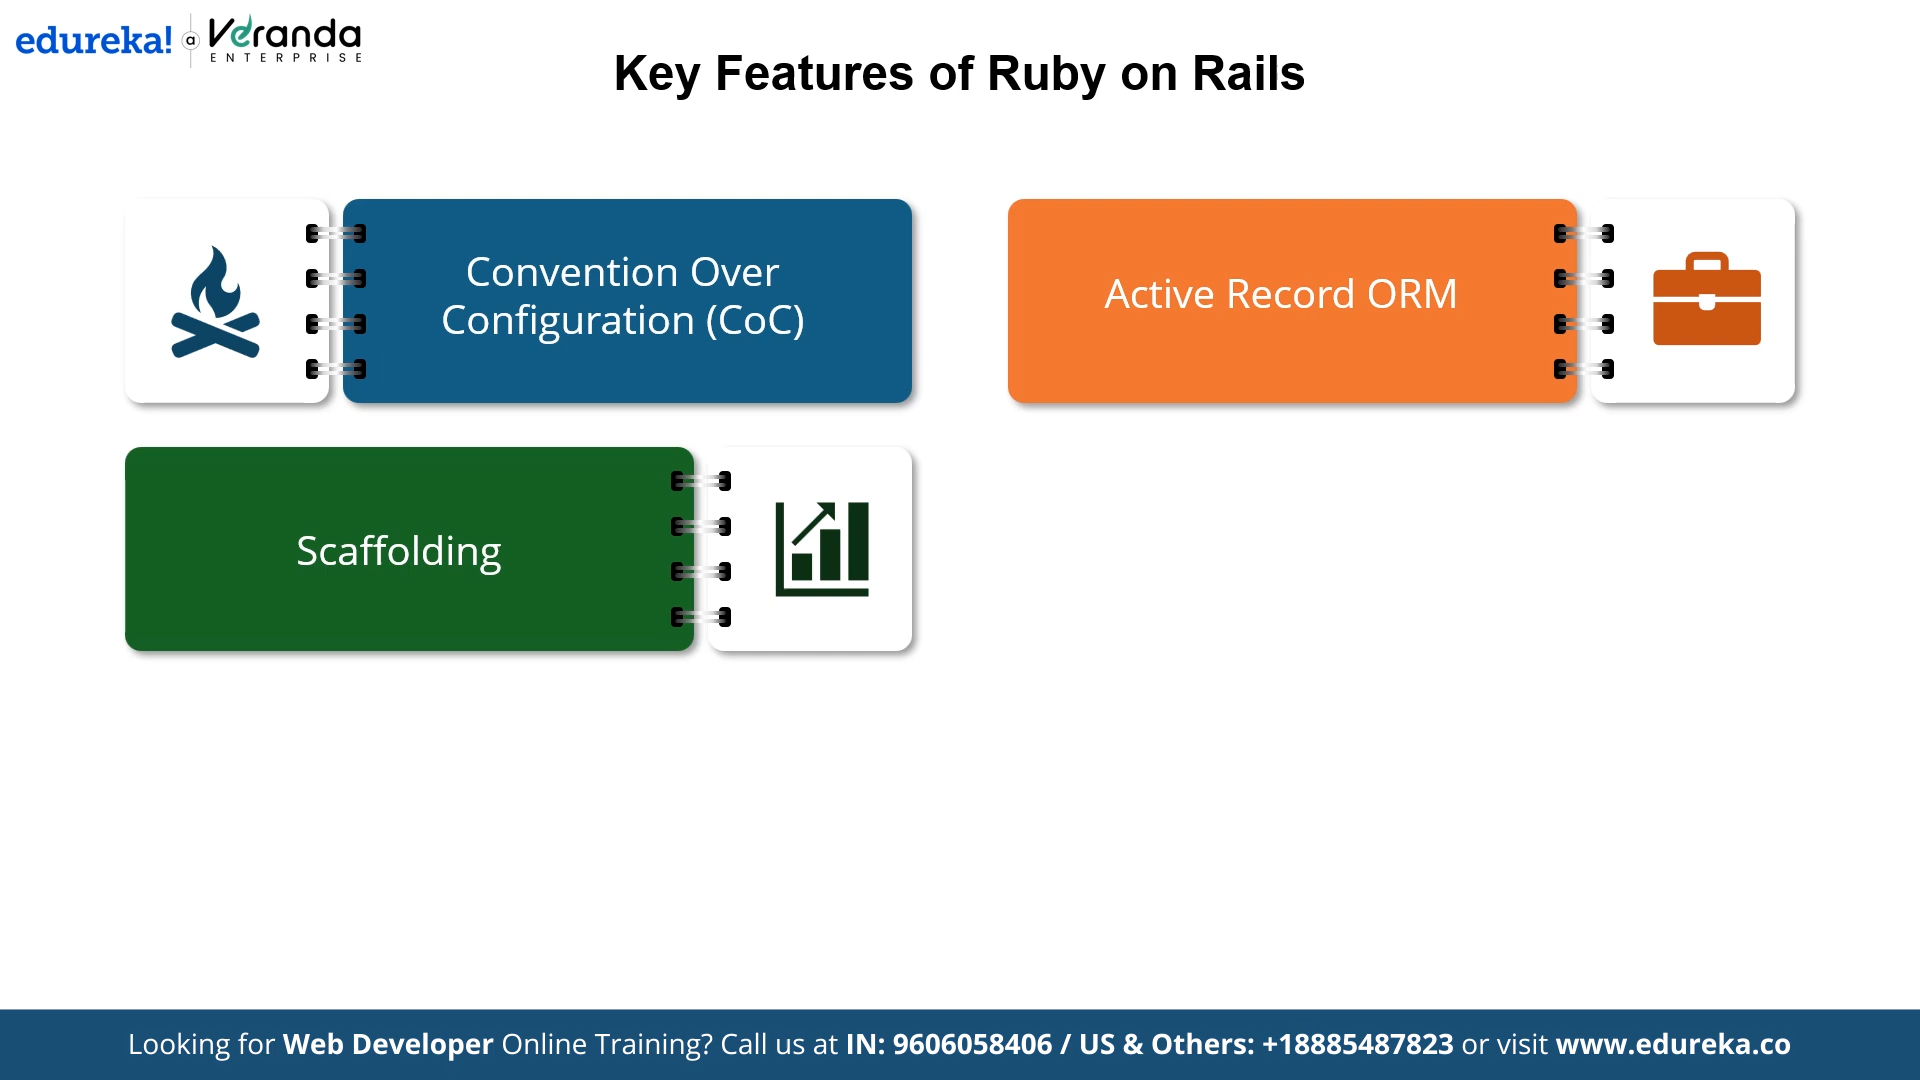 edureka! a Veranda
ENTERPRISE
Key Features of Ruby on Rails
Convention Over
Configuration (CoC)
Active Record ORM
Scaffolding
Looking for Web Developer Online Training? Call us at IN: 9606058406 / US & Others: +18885487823 or visit www.edureka.co